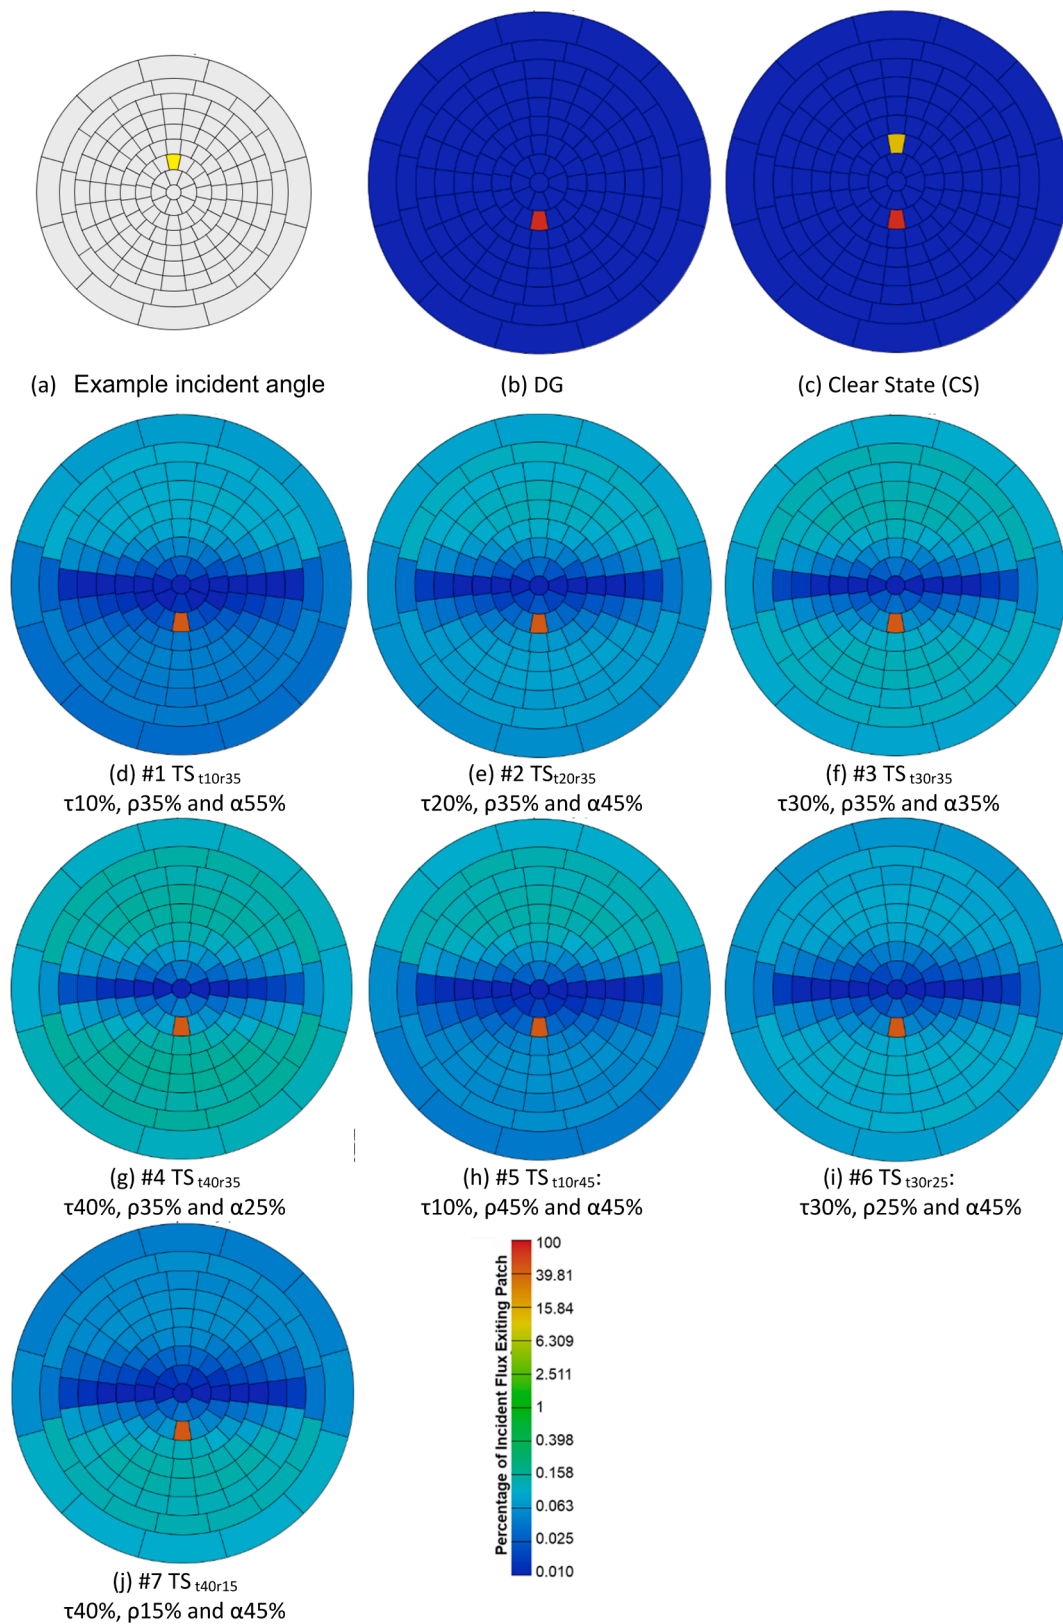 (a) Example incident angle
(b) DG
(c) Clear State (CS)
(d) #1 TS t10r35
τ10%, ρ35% and α55%
(e) #2 TS t20r35
τ20%, ρ35% and α45%
(f) #3 TS t30r35
τ30%, ρ35% and α35%
(g) #4 TS t40r35
τ40%, ρ35% and α25%
(h) #5 TS t10r45:
τ10%, ρ45% and α45%
(i) #6 TS t30r25:
τ30%, ρ25% and α45%
(j) #7 TS t40r15
τ40%, ρ15% and α45%
Percentage of Incident Flux Exiting Patch
100
39.81
15.84
6.309
2.511
1
0.398
0.158
0.063
0.025
0.010